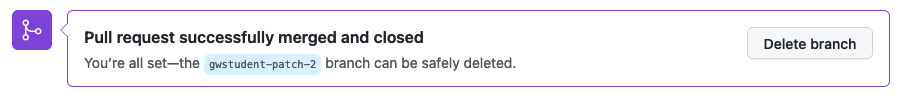 Pull request successfully merged and closed
Delete branch
You’re all set—the gwstudent-patch-2 branch can be safely deleted.